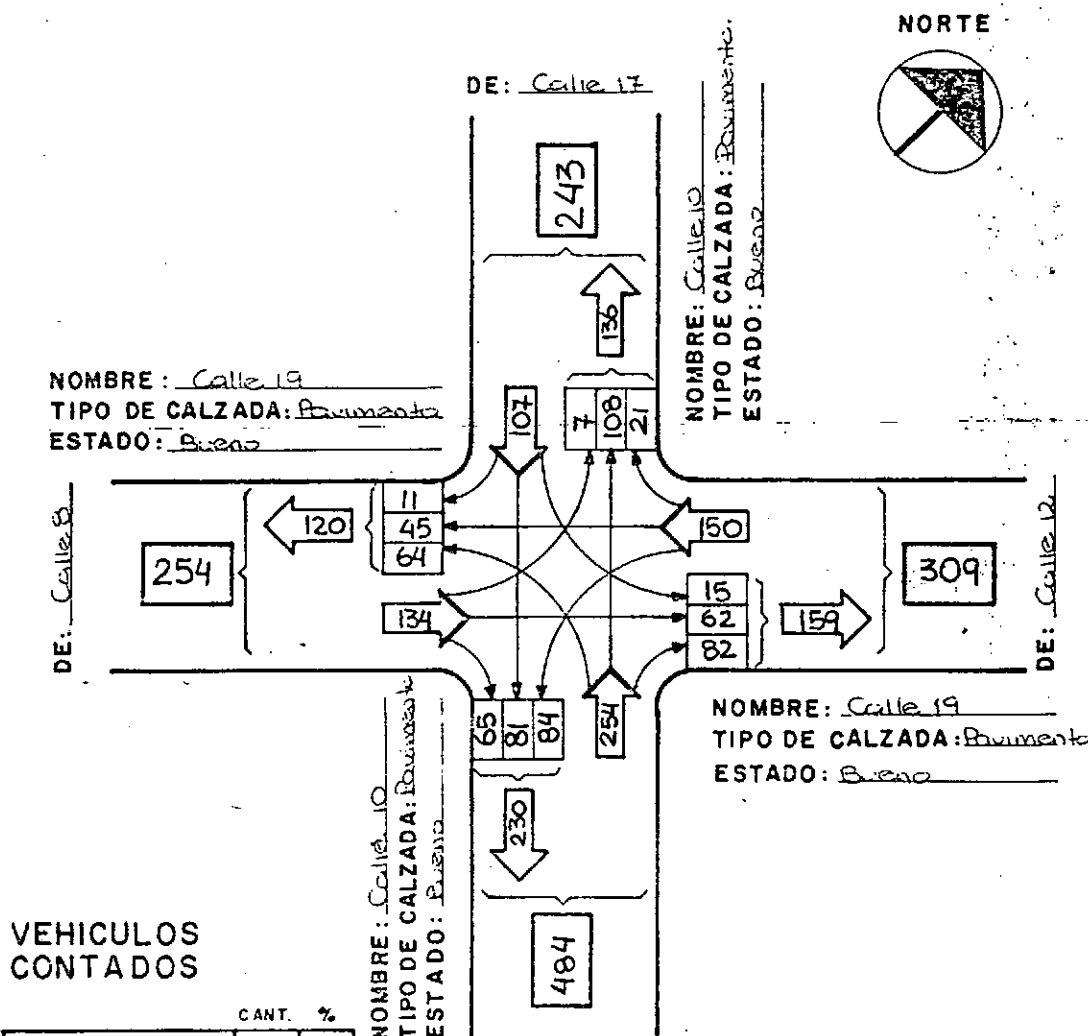 NORTE
DE: Calle 17
243
136
NOMBRE: Calle 10
TIPO DE CALZADA: Pavimento.
ESTADO: Bueno
NOMBRE: Calle 19
TIPO DE CALZADA: Pavimento
ESTADO: Bueno
107
7 108 21
DE: Calle 8
254
120
11
45
64
150
134
15
62
82
159
309
DE: Calle 12
65 81 84
254
NOMBRE: Calle 19
TIPO DE CALZADA: Pavimento
ESTADO: Bueno
230
NOMBRE: Calle 10
TIPO DE CALZADA: Pavimento
ESTADO: Bueno
484
VEHICULOS
CONTADOS
CANT. %